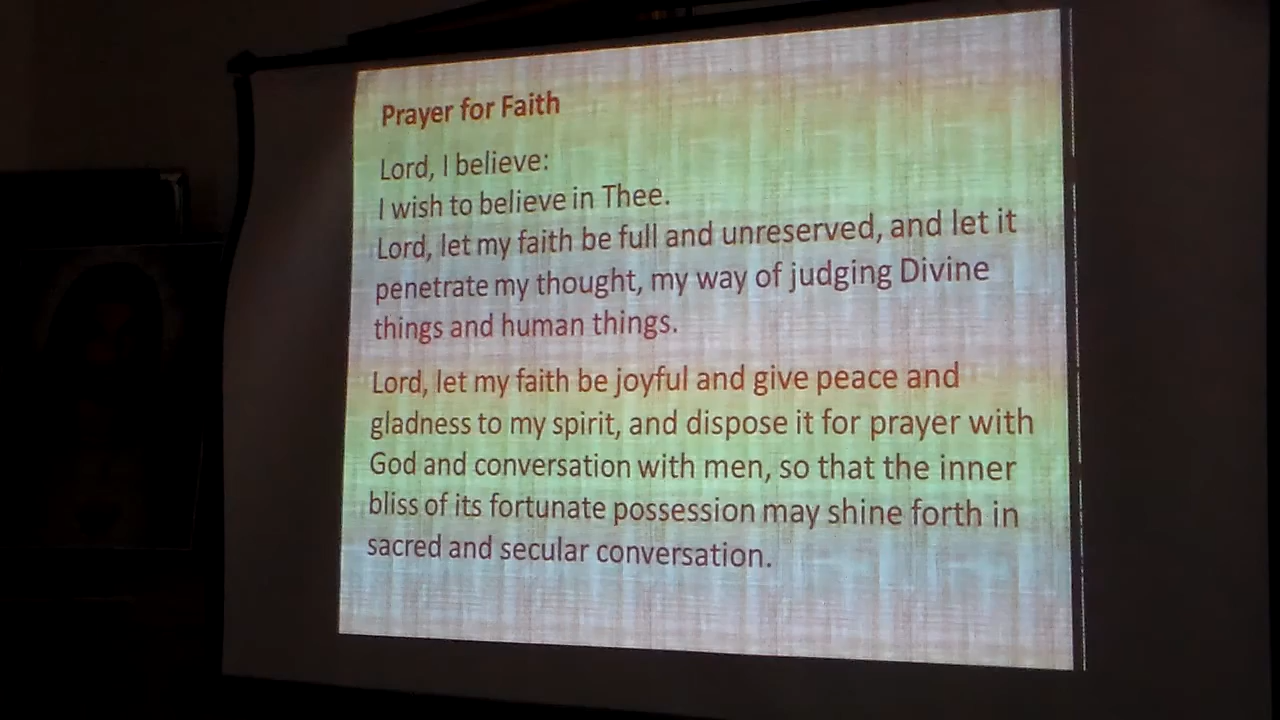 Prayer for Faith
Lord, I believe:
I wish to believe in Thee.
Lord, let my faith be full and unreserved, and let it
penetrate my thought, my way of judging Divine
things and human things.
Lord, let my faith be joyful and give peace and
gladness to my spirit, and dispose it for prayer with
God and conversation with men, so that the inner
bliss of its fortunate possession may shine forth in
sacred and secular conversation.